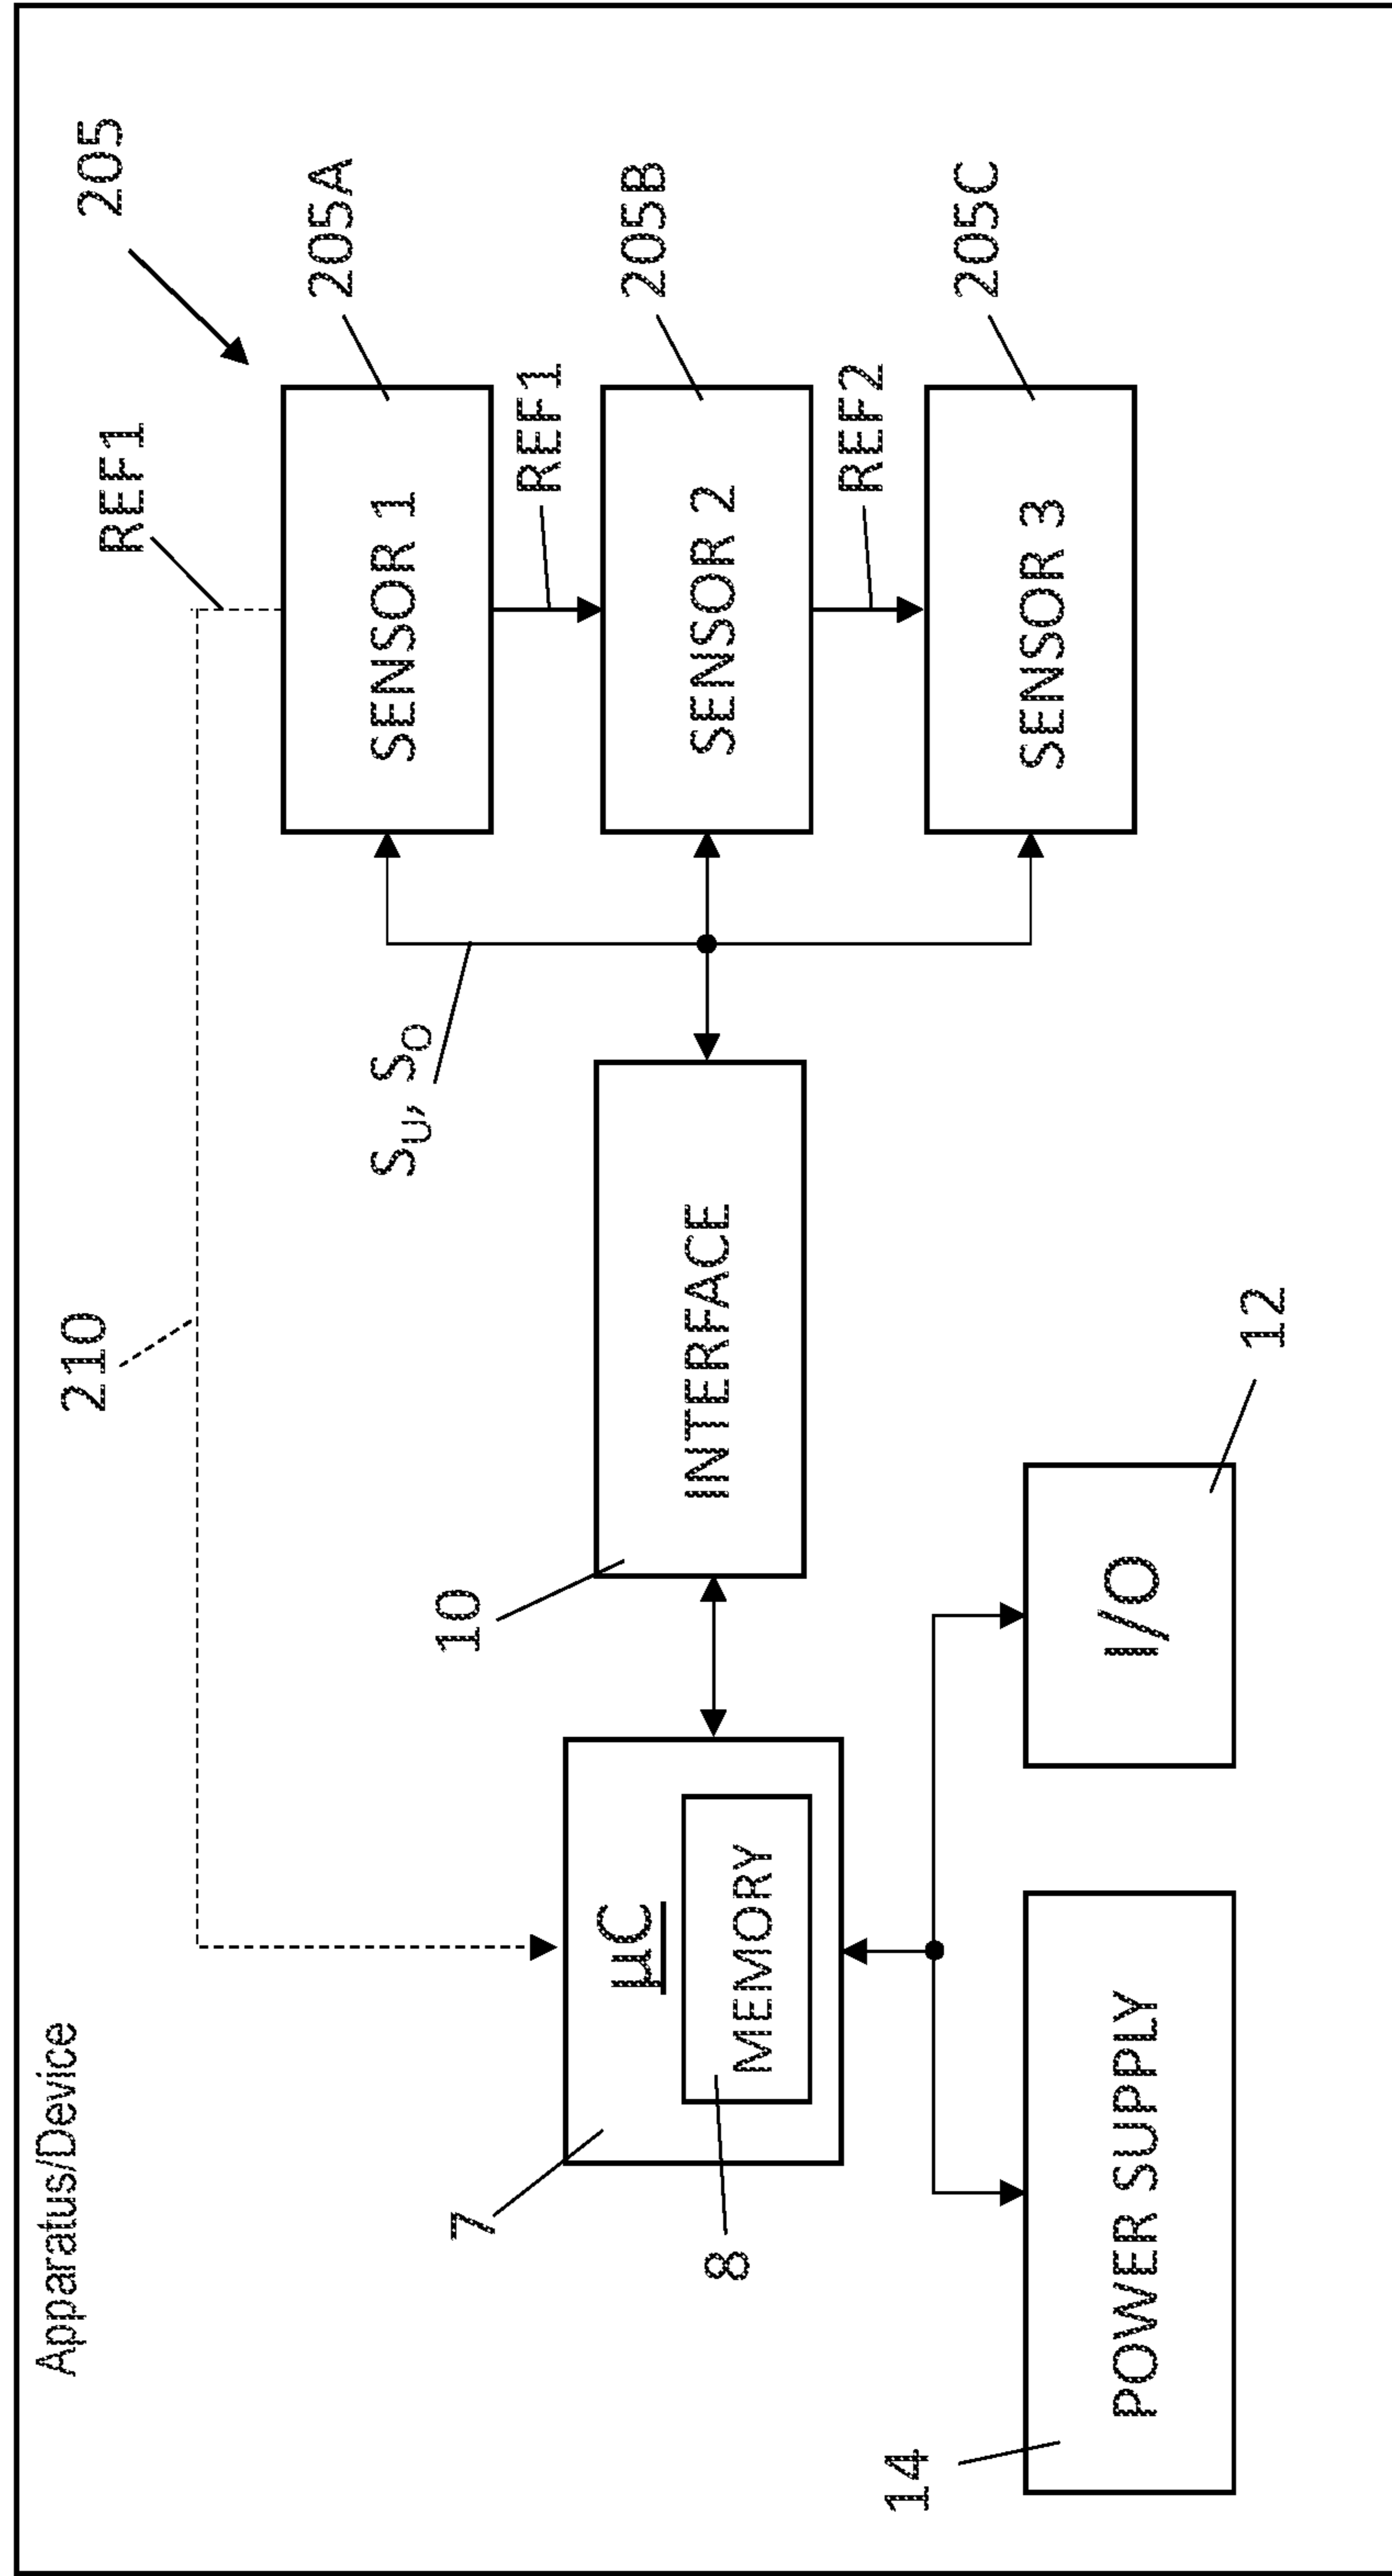 Apparatus/Device
210
REF1
205
SENSOR 1
205A
REF1
S_U, S_O
SENSOR 2
205B
REF2
SENSOR 3
205C
INTERFACE
10
µC
MEMORY
7
8
I/O
12
POWER SUPPLY
14